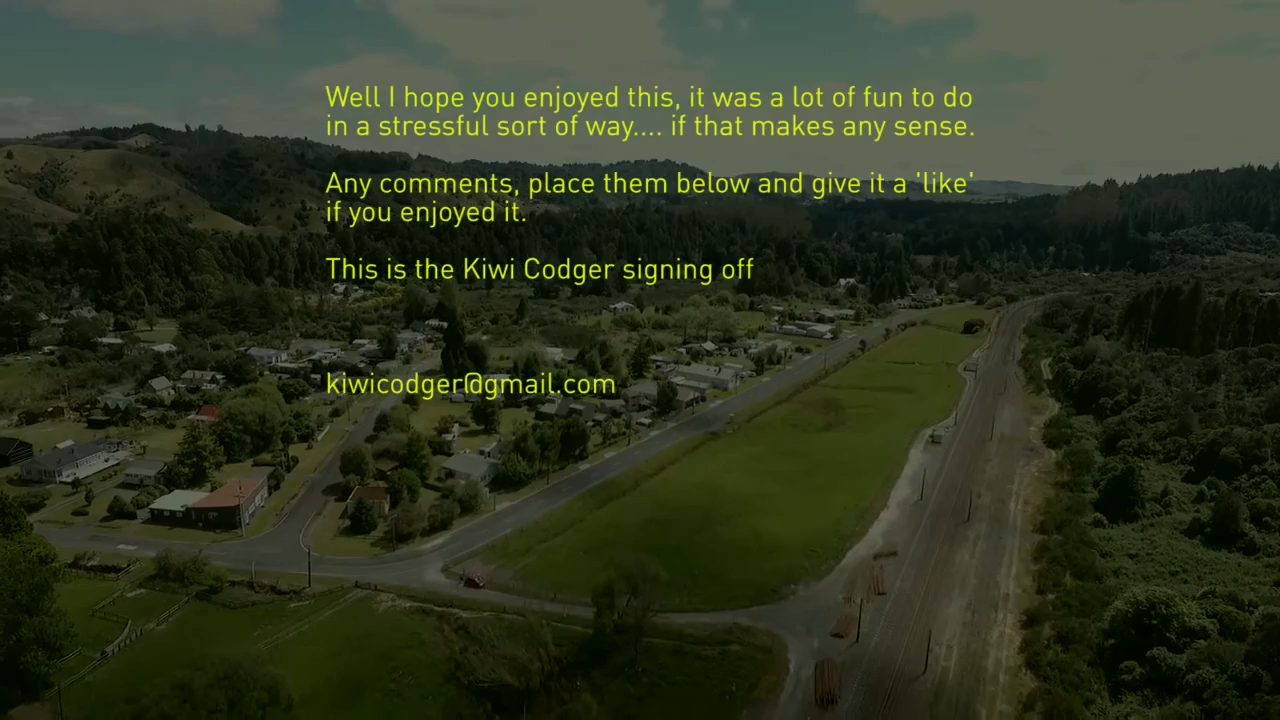 Well I hope you enjoyed this, it was a lot of fun to do
in a stressful sort of way.... if that makes any sense.
Any comments, place them below and give it a 'like'
if you enjoyed it.
This is the Kiwi Codger signing off
kiwicodger@gmail.com